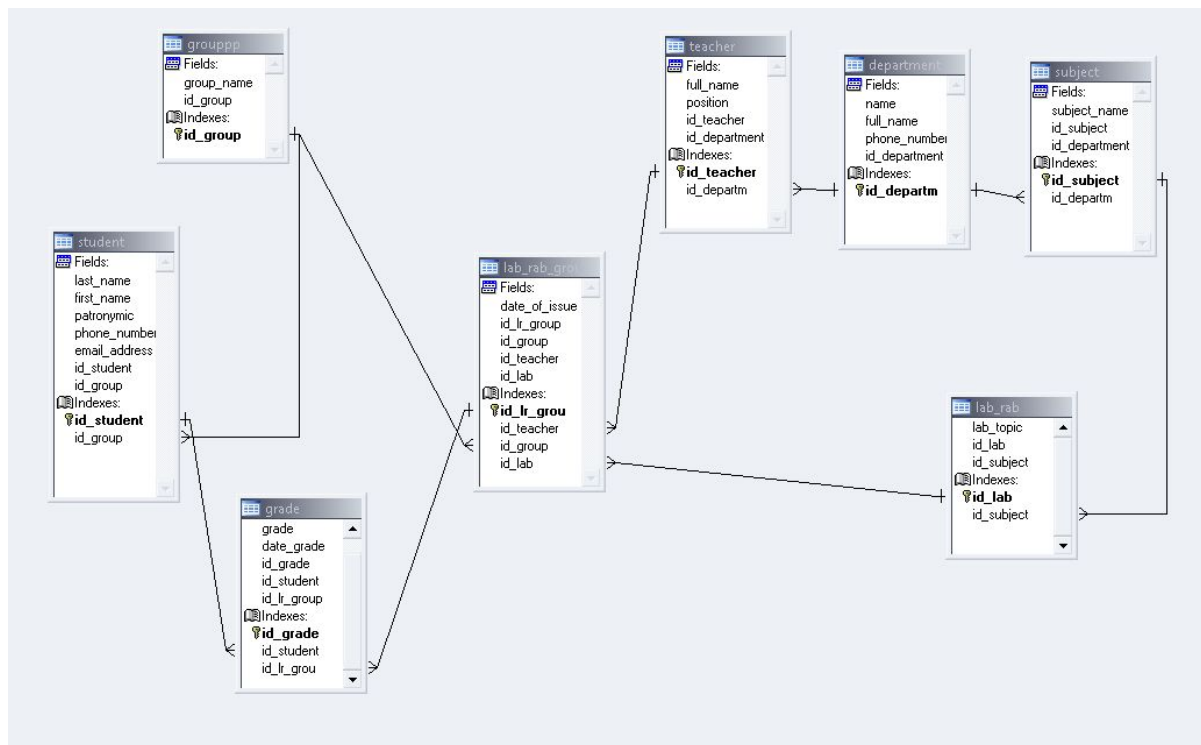 grouppp
Fields:
group_name
id_group
Indexes:
id_group
student
Fields:
last_name
first_name
patronymic
phone_number
email_address
id_student
id_group
Indexes:
id_student
id_group
grade
grade
date_grade
id_grade
id_student
id_lr_group
Indexes:
id_grade
id_student
id_lr_grou
lab_rab_grou
Fields:
date_of_issue
id_lr_group
id_group
id_teacher
id_lab
Indexes:
id_lr_grou
id_teacher
id_group
id_lab
teacher
Fields:
full_name
position
id_teacher
id_department
Indexes:
id_teacher
id_departm
department
Fields:
name
full_name
phone_number
id_department
Indexes:
id_departm
subject
Fields:
subject_name
id_subject
id_department
Indexes:
id_subject
id_departm
lab_rab
lab_topic
id_lab
id_subject
Indexes:
id_lab
id_subject